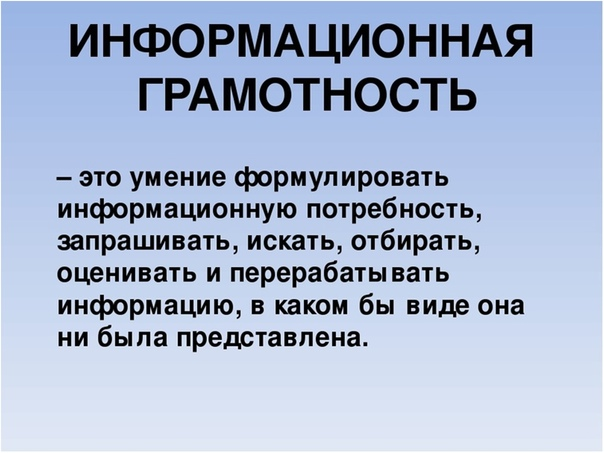 ИНФОРМАЦИОННАЯ
ГРАМОТНОСТЬ
– это умение формулировать
информационную потребность,
запрашивать, искать, отбирать,
оценивать и перерабатывать
информацию, в каком бы виде она
ни была представлена.